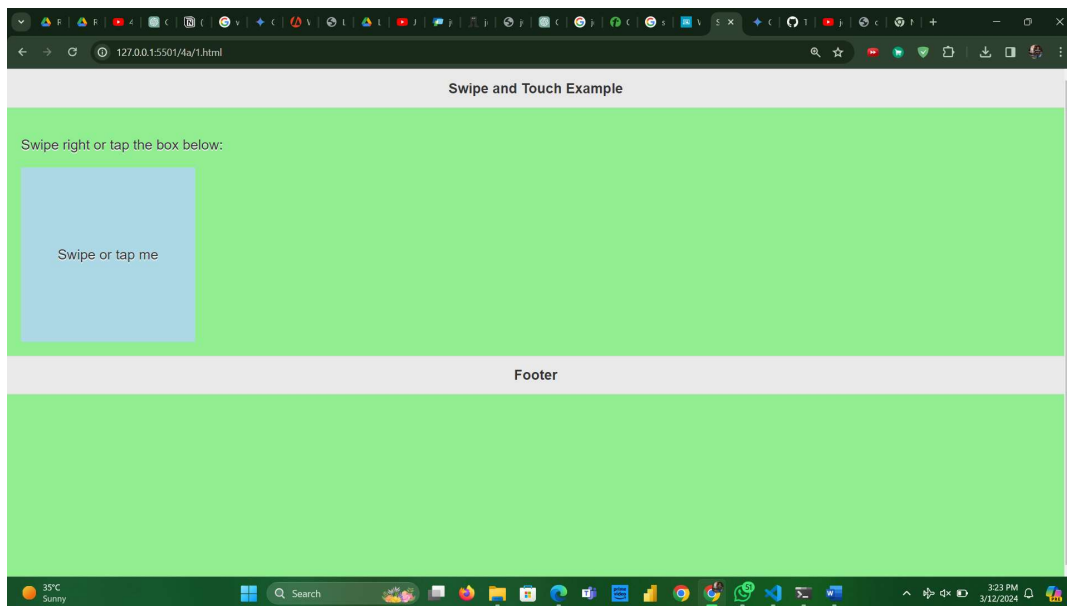 127.0.0.1:5501/4a/1.html
Swipe and Touch Example
Swipe right or tap the box below:
Swipe or tap me
Footer
35°C
Sunny
Search
3:23 PM
3/12/2024